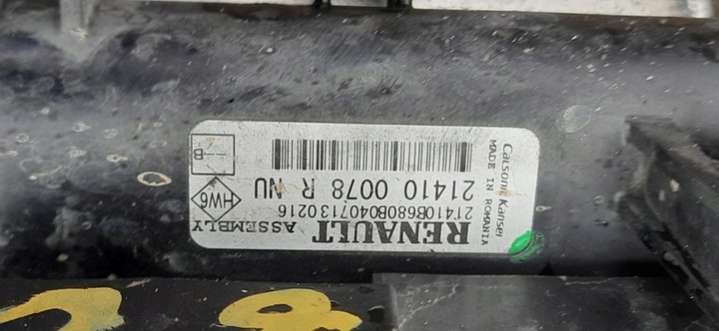 RENAULT ASSEMBLY
21410B680B0407130216
21410 0078 R NU
HW6
B
Calsonic Kansei
MADE IN ROMANIA